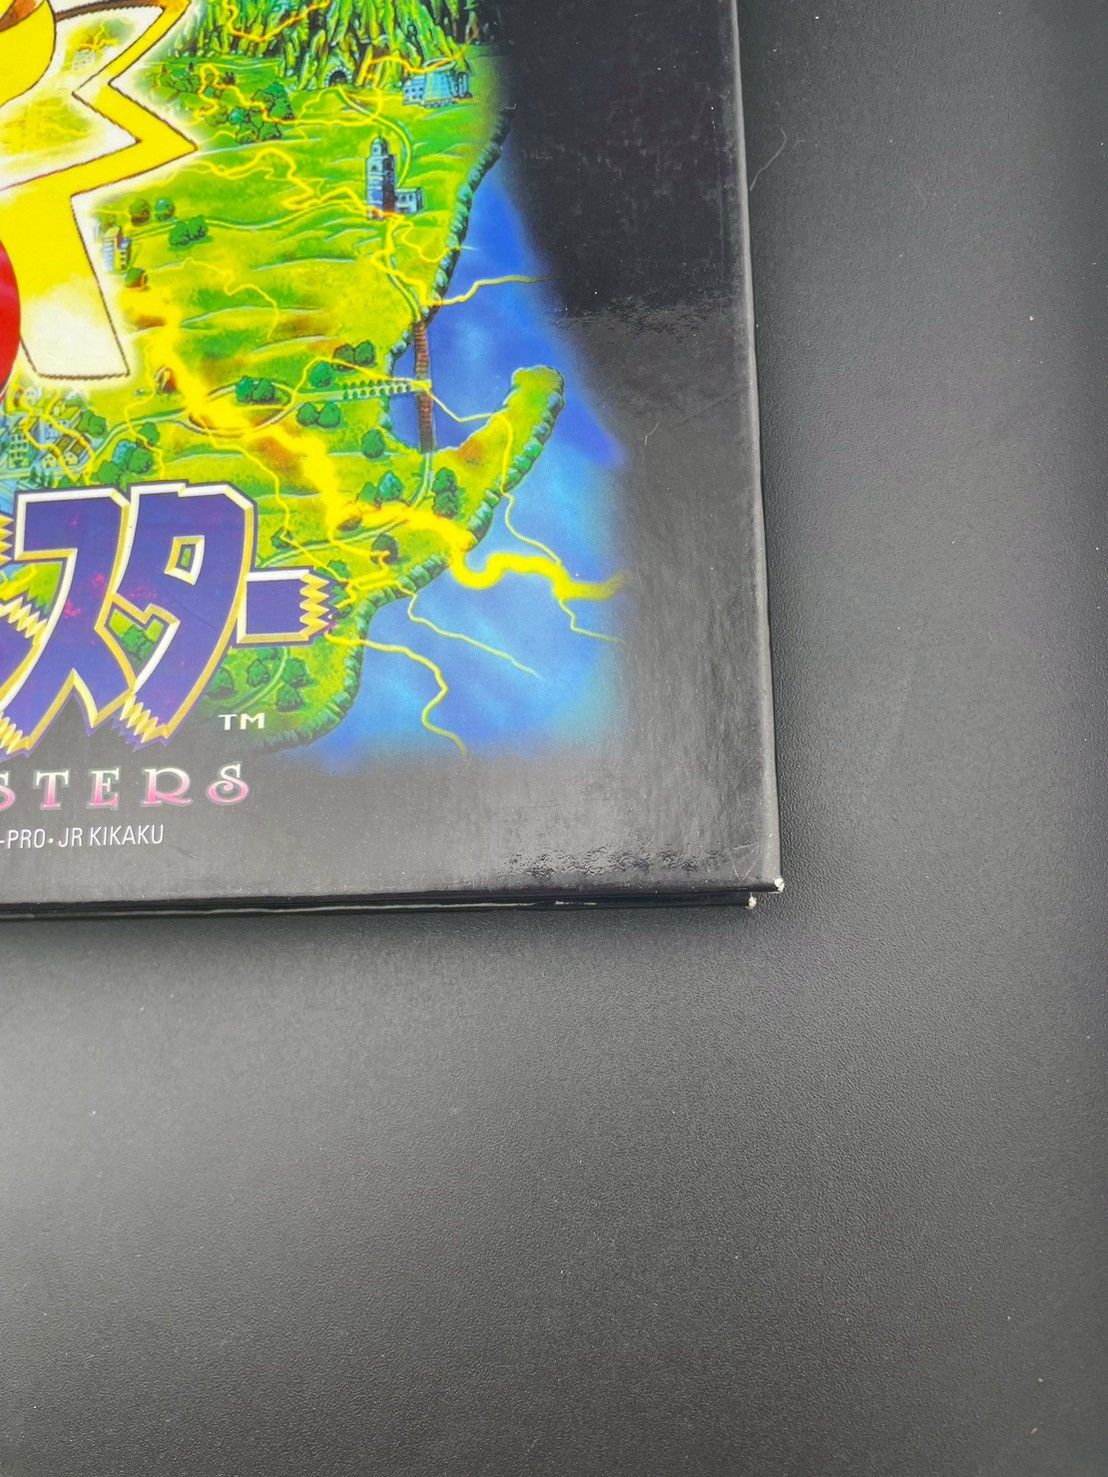 スター
TM
STERS
-PRO・JR KIKAKU